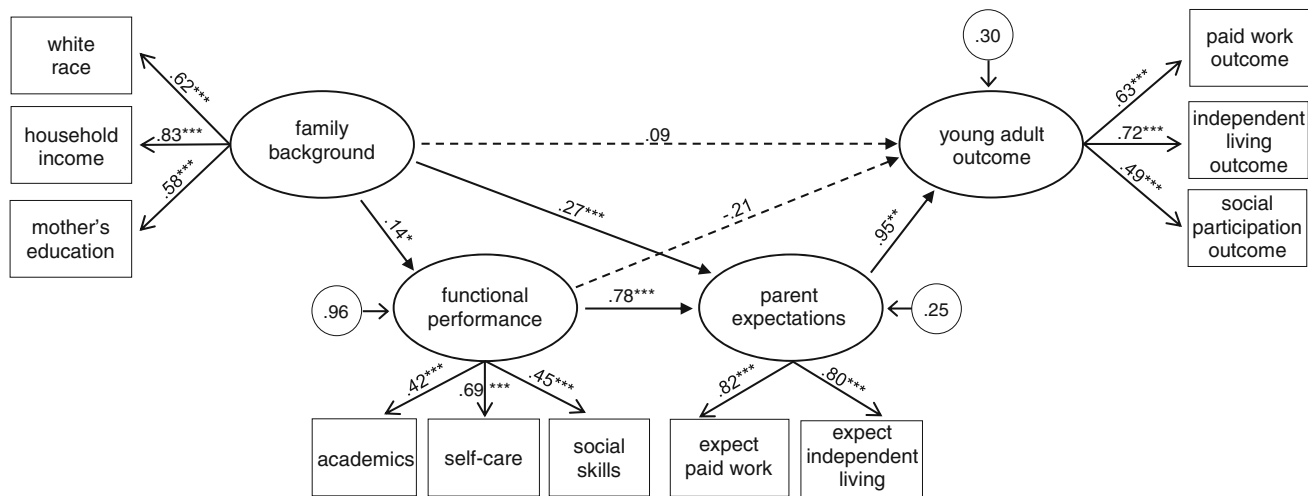 white
race
household
income
mother's
education
.62***
.83***
.58***
family
background
.09
.14*
.27***
-.21
.95**
.30
young adult
outcome
.63***
.72***
.49***
paid work
outcome
independent
living
outcome
social
participation
outcome
.96
functional
performance
.78***
parent
expectations
.25
.42***
.69 ***
.45***
.82***
.80***
academics
self-care
social
skills
expect
paid work
expect
independent
living